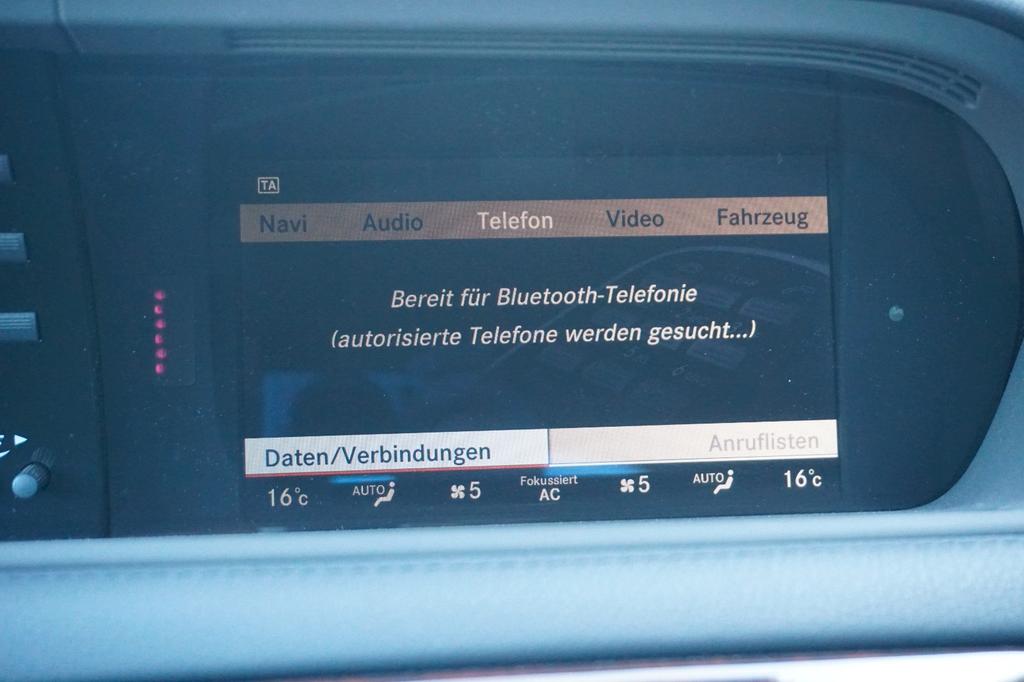 TA
Navi Audio Telefon Video Fahrzeug
Bereit für Bluetooth-Telefonie
(autorisierte Telefone werden gesucht...)
Daten/Verbindungen Anruflisten
16°C AUTO 5 Fokussiert AC 5 AUTO 16°C